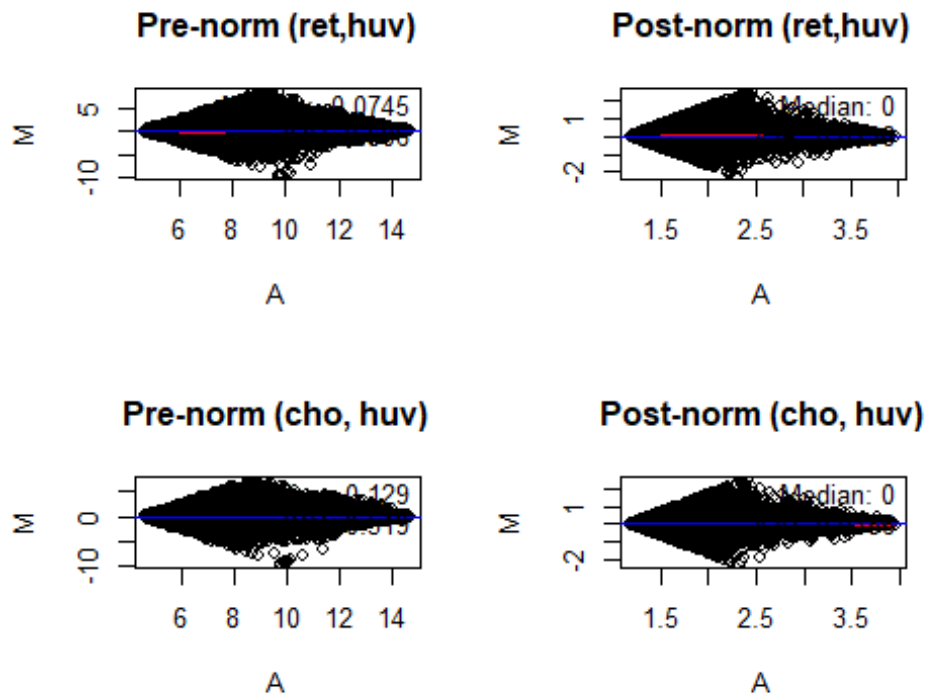 Pre-norm (ret,huv)
0.0745
M
5
-10
6 8 10 12 14
A
Post-norm (ret,huv)
Median: 0
M
1
-2
1.5 2.5 3.5
A
Pre-norm (cho, huv)
0.129
M
0
-10
6 8 10 12 14
A
Post-norm (cho, huv)
Median: 0
M
1
-2
1.5 2.5 3.5
A